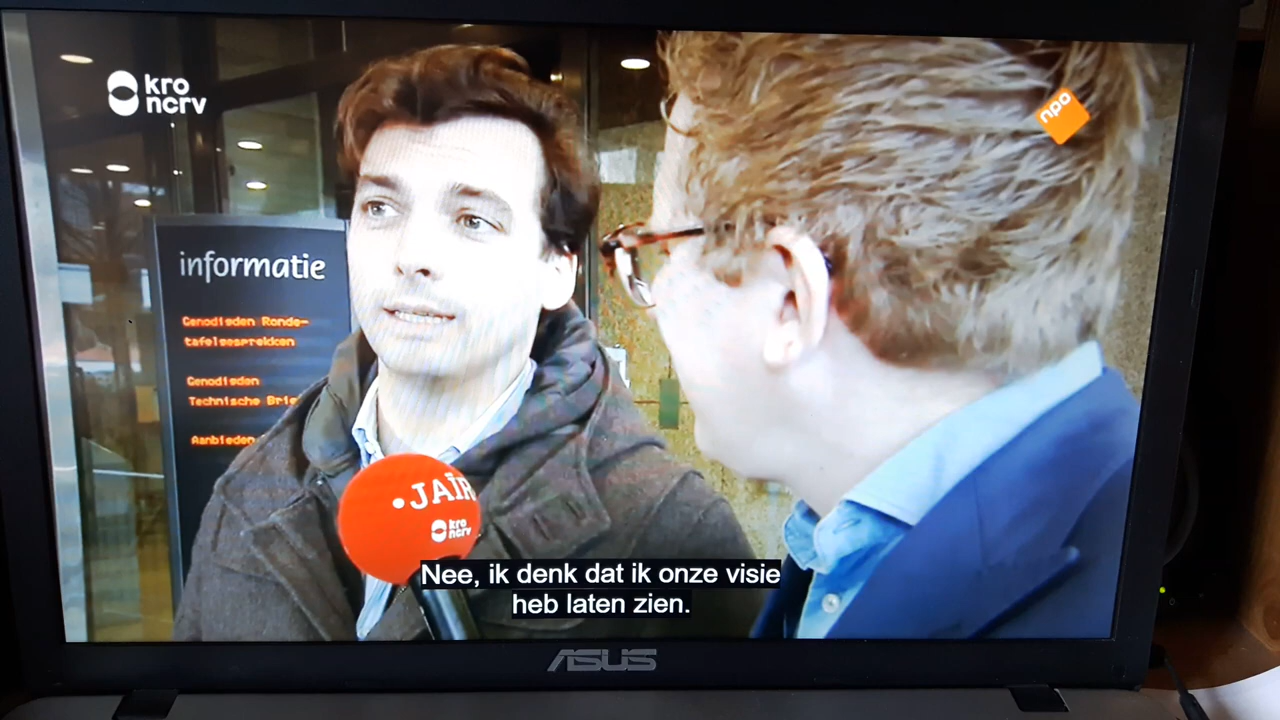 kro
ncrv
npo
informatie
Genodigden Ronde-
tafelgesprekken
Genodigden
Technische Brie
Aanbieden
.JAÏR
kro
ncrv
Nee, ik denk dat ik onze visie
heb laten zien.
ASUS